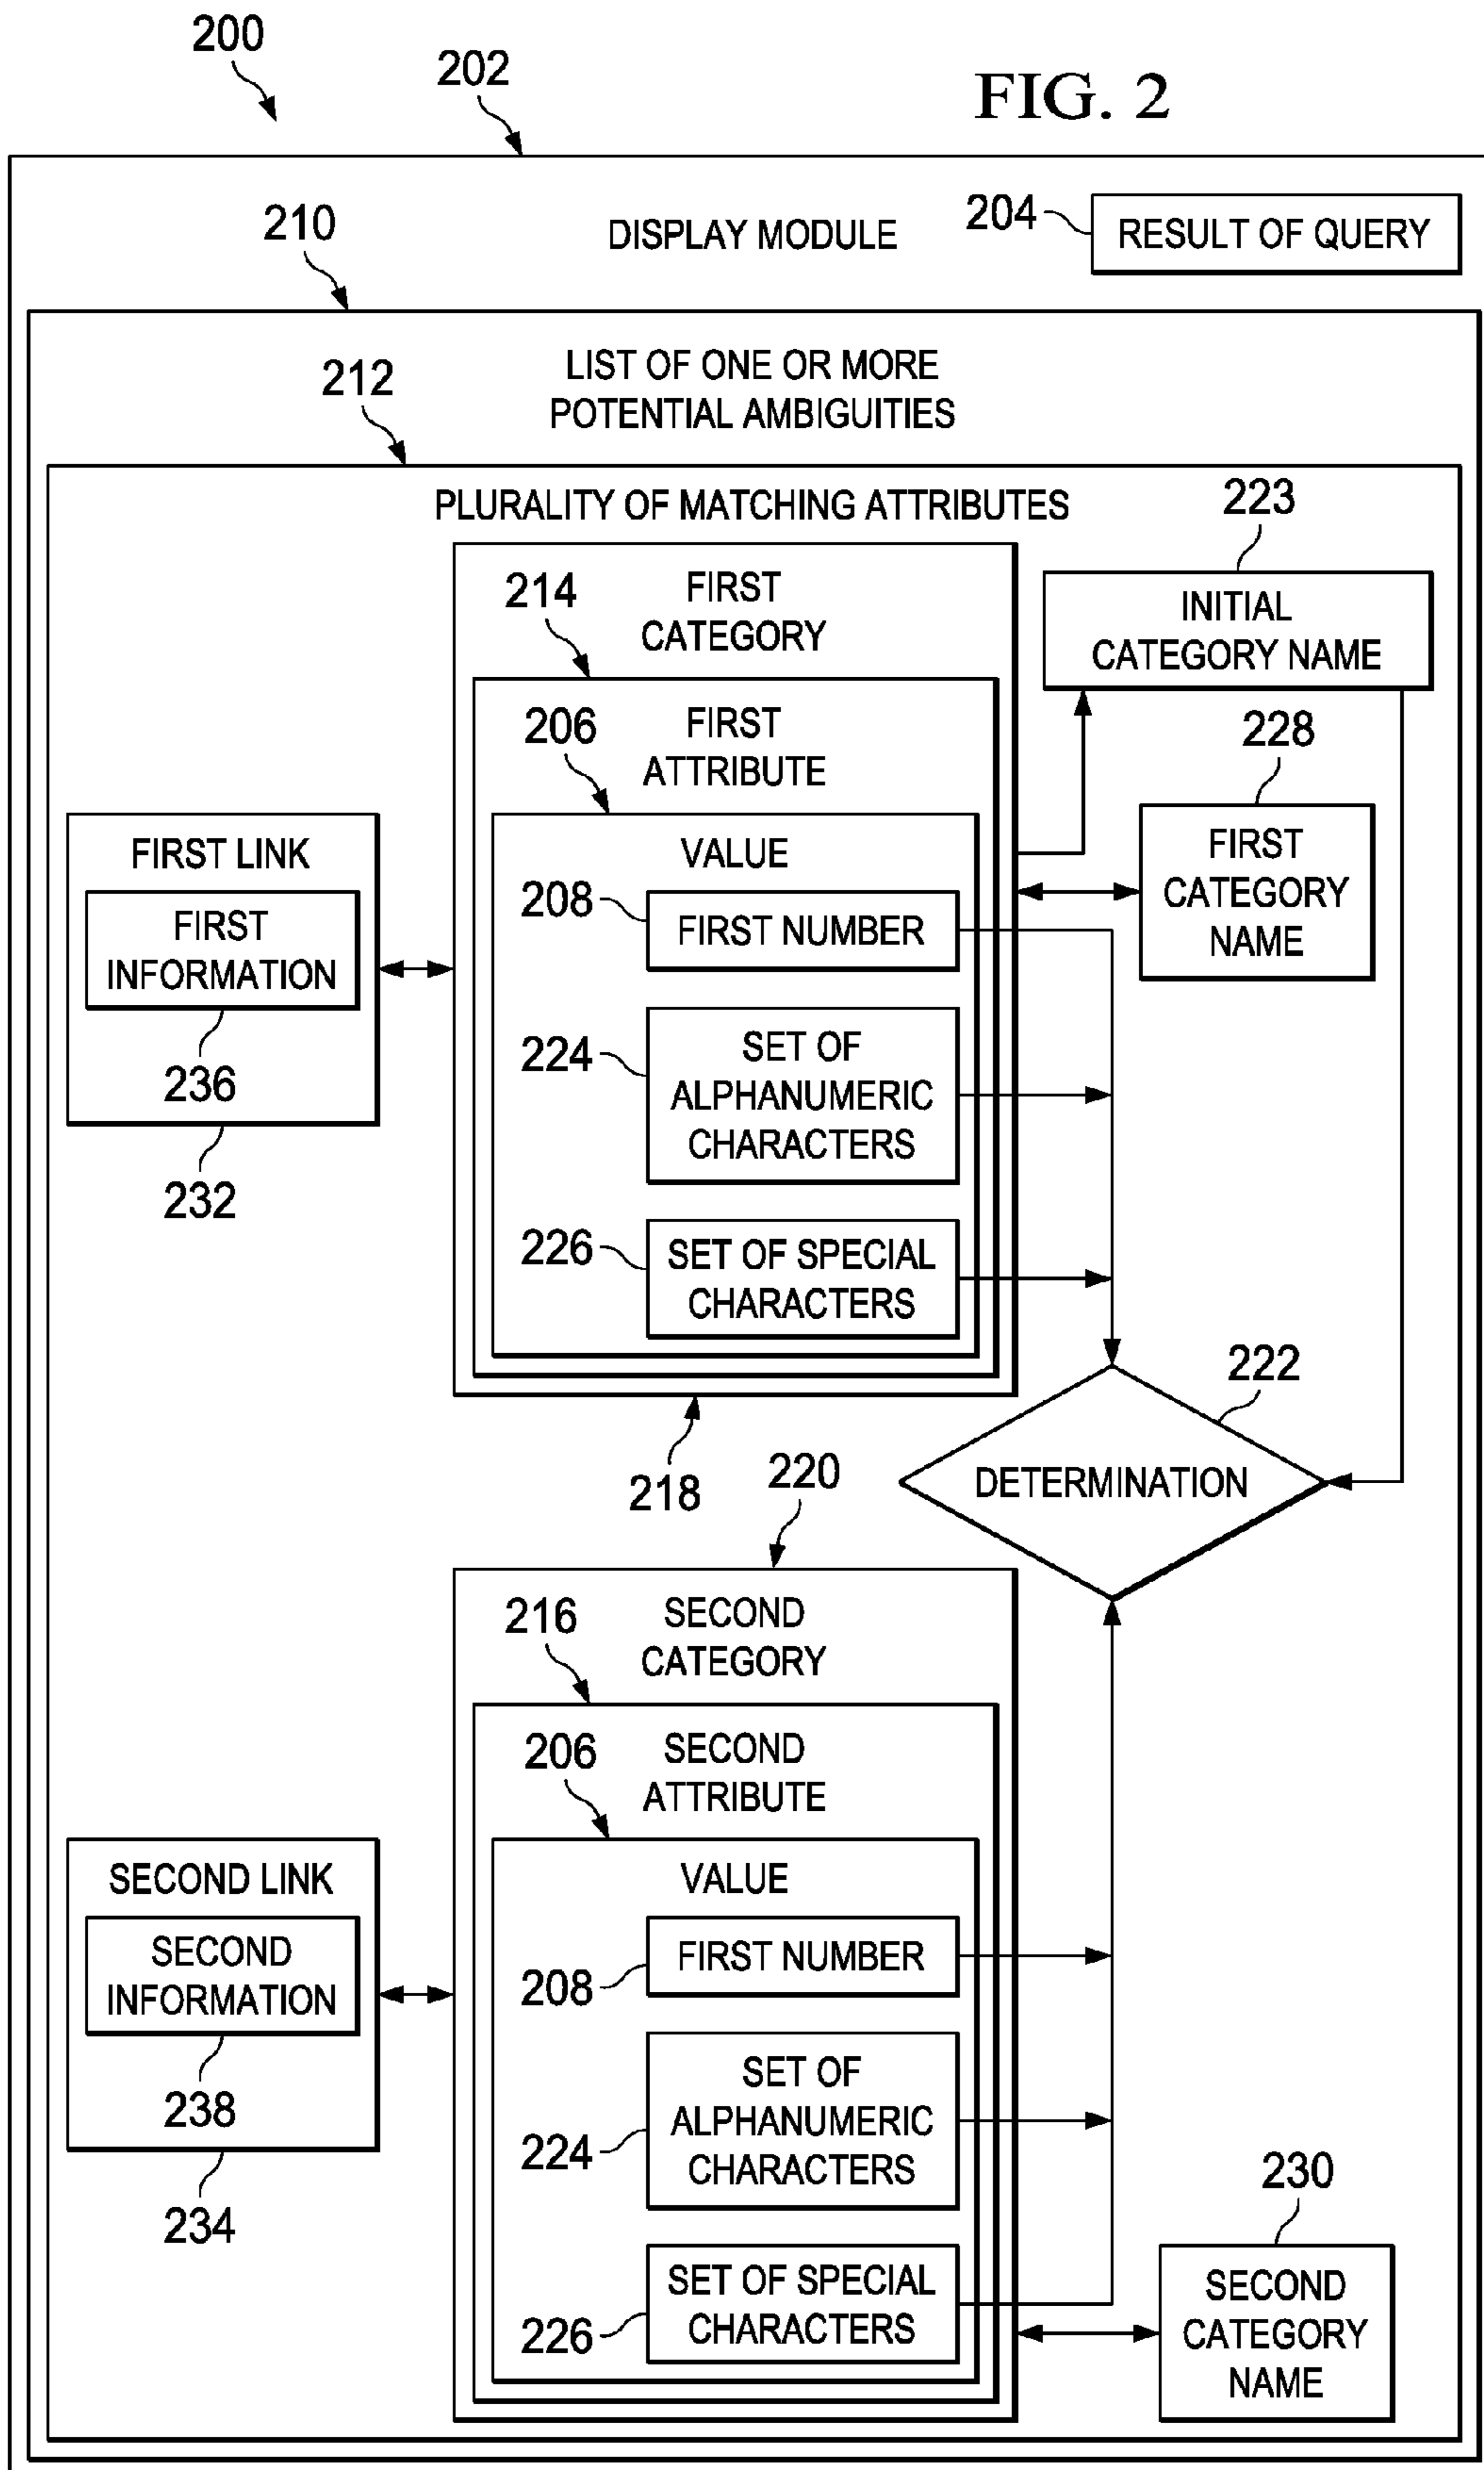 200
202
FIG. 2
210
DISPLAY MODULE
204
RESULT OF QUERY
212
LIST OF ONE OR MORE
POTENTIAL AMBIGUITIES
PLURALITY OF MATCHING ATTRIBUTES
223
214
FIRST
CATEGORY
INITIAL
CATEGORY NAME
206
FIRST
ATTRIBUTE
228
FIRST LINK
FIRST
INFORMATION
236
232
VALUE
208
FIRST NUMBER
FIRST
CATEGORY
NAME
224
SET OF
ALPHANUMERIC
CHARACTERS
226
SET OF SPECIAL
CHARACTERS
222
218
220
DETERMINATION
216
SECOND
CATEGORY
206
SECOND
ATTRIBUTE
SECOND LINK
SECOND
INFORMATION
238
234
VALUE
FIRST NUMBER
208
SET OF
ALPHANUMERIC
CHARACTERS
224
230
SET OF SPECIAL
CHARACTERS
226
SECOND
CATEGORY
NAME